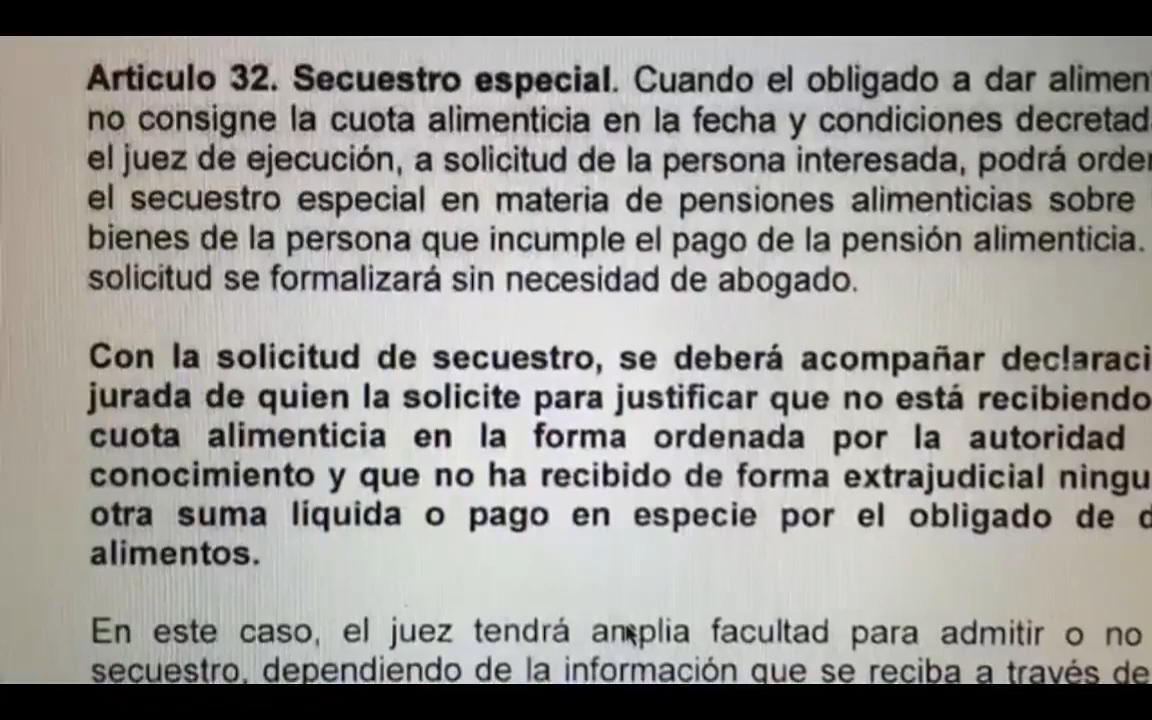 Articulo 32. Secuestro especial. Cuando el obligado a dar alimen
no consigne la cuota alimenticia en la fecha y condiciones decretad
el juez de ejecución, a solicitud de la persona interesada, podrá orde
el secuestro especial en materia de pensiones alimenticias sobre
bienes de la persona que incumple el pago de la pensión alimenticia.
solicitud se formalizará sin necesidad de abogado.
Con la solicitud de secuestro, se deberá acompañar declaraci
jurada de quien la solicite para justificar que no está recibiendo
cuota alimenticia en la forma ordenada por la autoridad
conocimiento y que no ha recibido de forma extrajudicial ningu
otra suma líquida o pago en especie por el obligado de d
alimentos.
En este caso, el juez tendrá amplia facultad para admitir o no
secuestro, dependiendo de la información que se reciba a través de